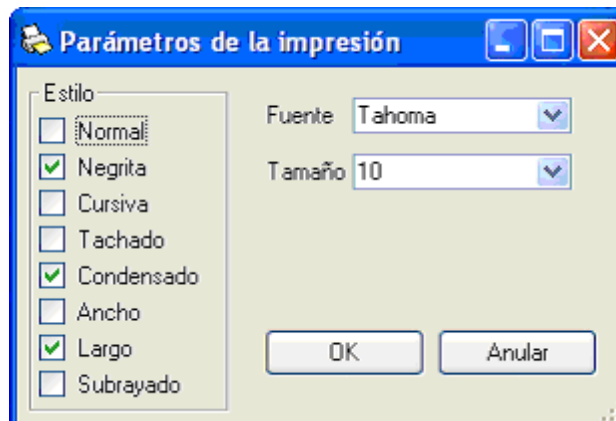 Parámetros de la impresión
Estilo
Normal
Negrita
Cursiva
Tachado
Condensado
Ancho
Largo
Subrayado
Fuente Tahoma
Tamaño 10
OK Anular